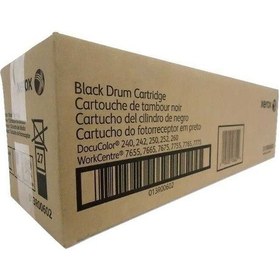 Black Drum Cartridge
Cartouche de tambour noir
Cartucho del cilindro de negro
Cartucho do fotorreceptor em preto
DocuColor® 240, 242, 250, 252, 260
WorkCentre® 7655, 7665, 7675, 7755, 7765, 7775
013R00602
xerox
013R00602